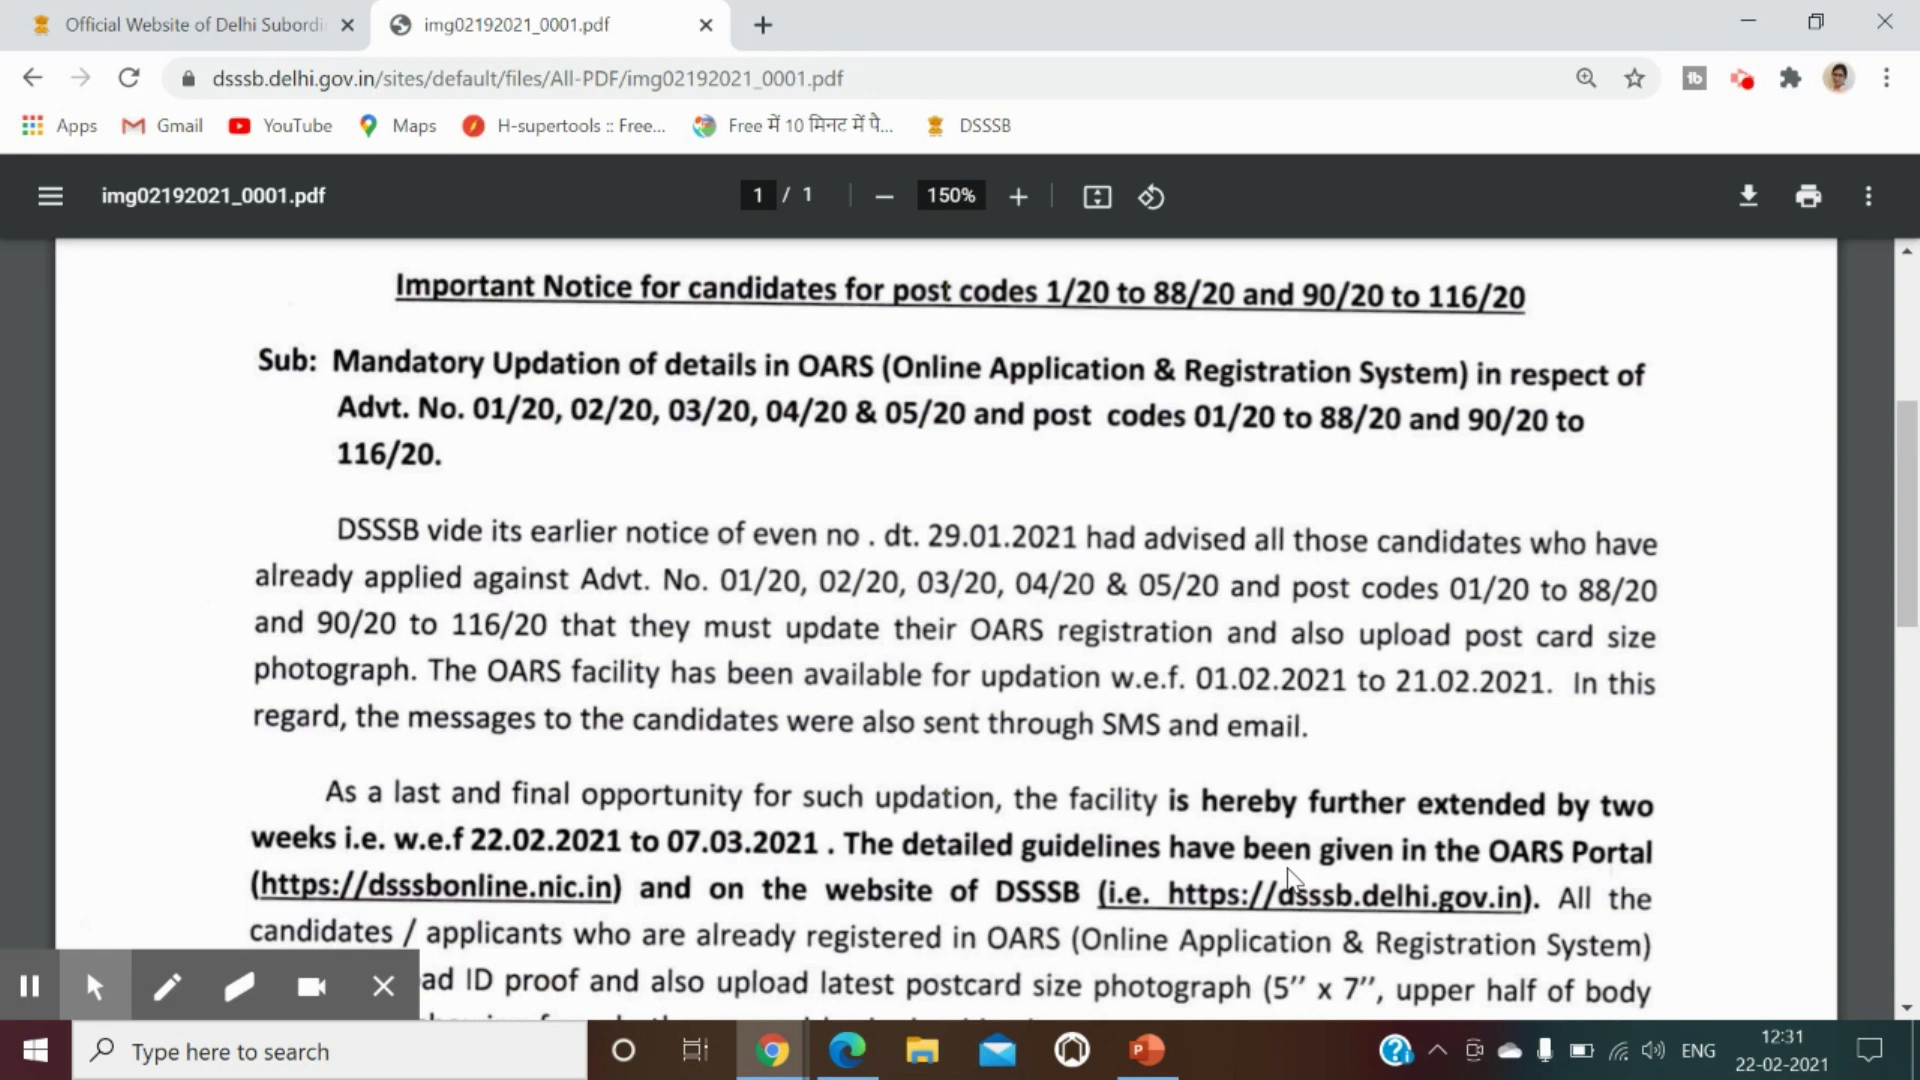 Official Website of Delhi Subordi
img02192021_0001.pdf
dsssb.delhi.gov.in/sites/default/files/All-PDF/img02192021_0001.pdf
Apps Gmail YouTube Maps H-supertools :: Free... Free में 10 मिनट में पै... DSSSB
img02192021_0001.pdf 1 / 1 150%
Important Notice for candidates for post codes 1/20 to 88/20 and 90/20 to 116/20
Sub: Mandatory Updation of details in OARS (Online Application & Registration System) in respect of
Advt. No. 01/20, 02/20, 03/20, 04/20 & 05/20 and post codes 01/20 to 88/20 and 90/20 to
116/20.
DSSSB vide its earlier notice of even no . dt. 29.01.2021 had advised all those candidates who have
already applied against Advt. No. 01/20, 02/20, 03/20, 04/20 & 05/20 and post codes 01/20 to 88/20
and 90/20 to 116/20 that they must update their OARS registration and also upload post card size
photograph. The OARS facility has been available for updation w.e.f. 01.02.2021 to 21.02.2021. In this
regard, the messages to the candidates were also sent through SMS and email.
As a last and final opportunity for such updation, the facility is hereby further extended by two
weeks i.e. w.e.f 22.02.2021 to 07.03.2021 . The detailed guidelines have been given in the OARS Portal
(https://dsssbonline.nic.in) and on the website of DSSSB (i.e. https://dsssb.delhi.gov.in). All the
candidates / applicants who are already registered in OARS (Online Application & Registration System)
ad ID proof and also upload latest postcard size photograph (5’’ x 7’’, upper half of body
Type here to search
ENG
12:31
22-02-2021